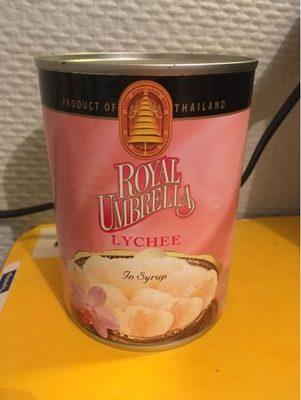 PRODUCT OF THAILAND
ROYAL
UMBRELLA
LYCHEE
In Syrup